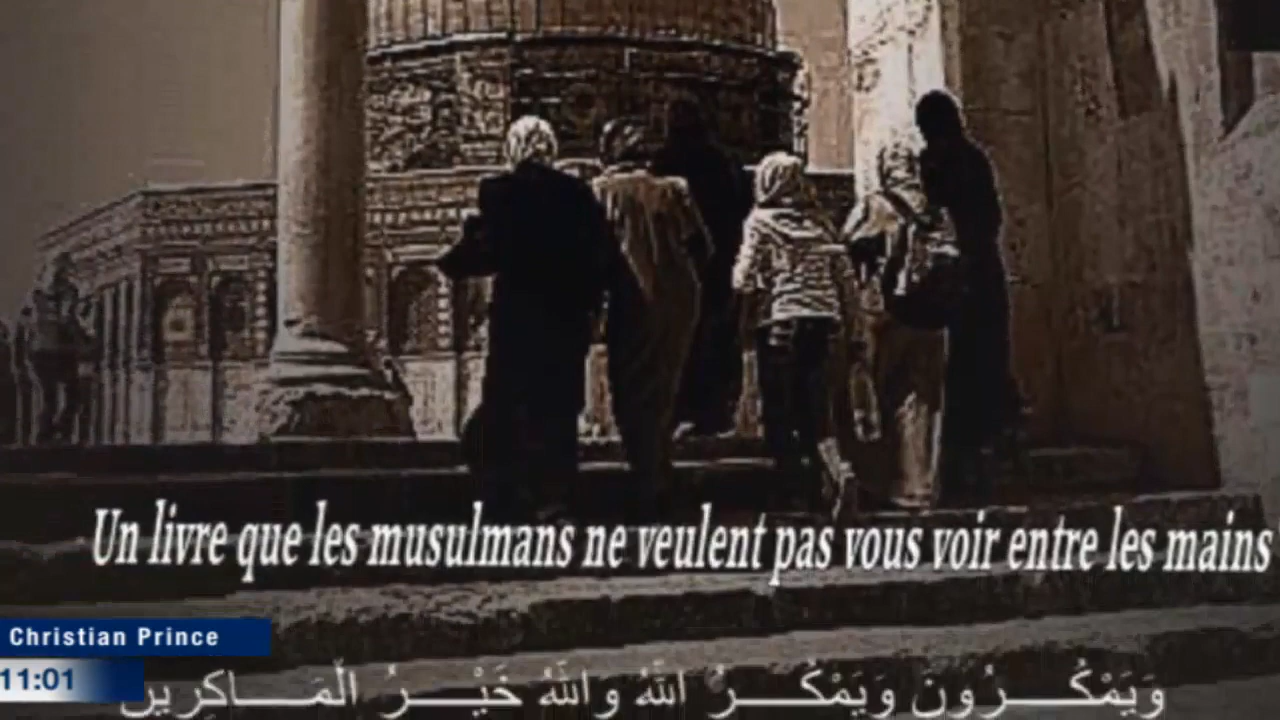 Un livre que les musulmans ne veulent pas vous voir entre les mains
Christian Prince
11:01
وَيَمْكُرُونَ وَيَمْكُرُ اللّهُ وَاللّهُ خَيْرُ الْمَاكِرِينَ